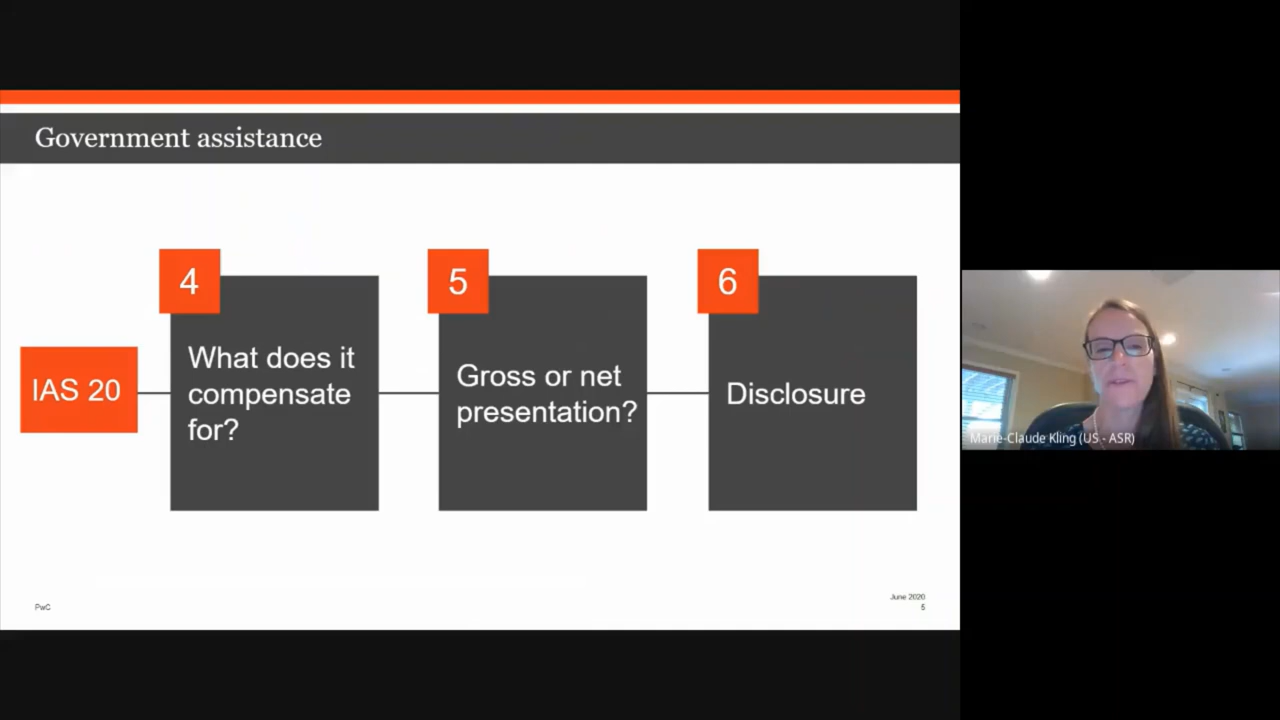 Government assistance
4
5
6
IAS 20
What does it
compensate
for?
Gross or net
presentation?
Disclosure
PwC
June 2020
5
Marie-Claude Kling (US - ASR)